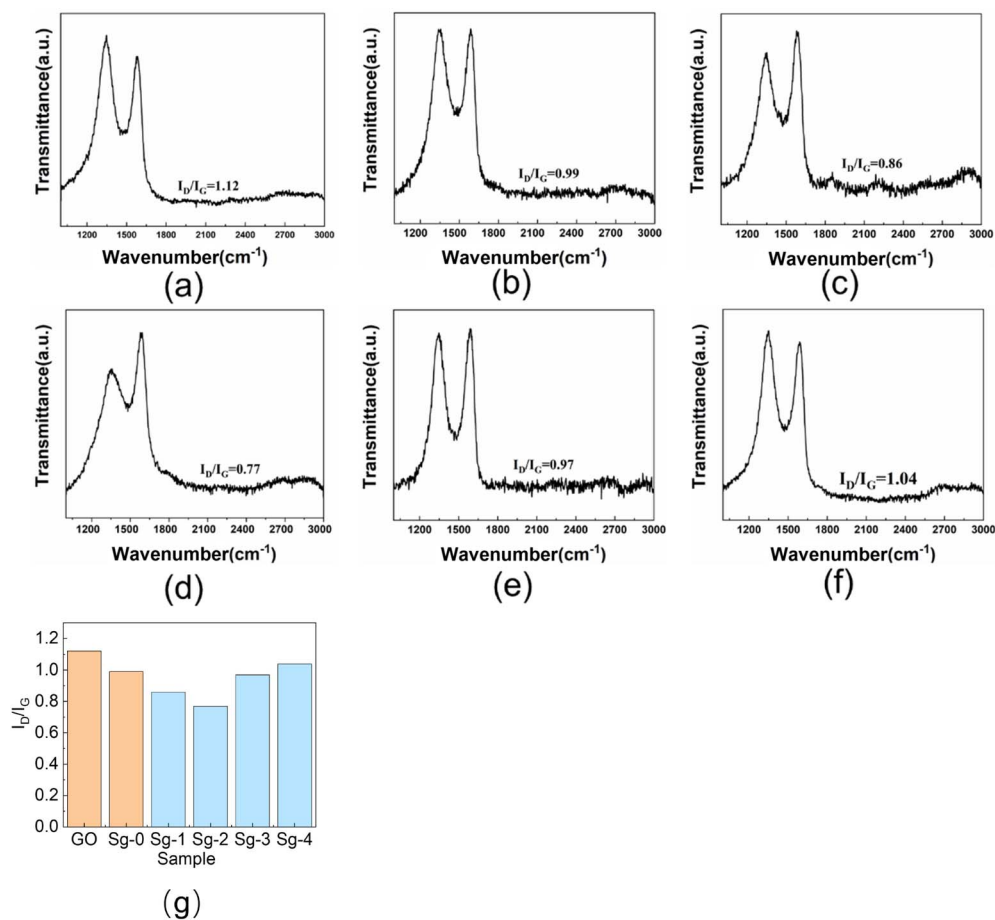 Transmittance(a.u.)
I_D/I_G=1.12
1200 1500 1800 2100 2400 2700 3000
Wavenumber(cm⁻¹)
(a)
Transmittance(a.u.)
I_D/I_G=0.99
1200 1500 1800 2100 2400 2700 3000
Wavenumber(cm⁻¹)
(b)
Transmittance(a.u.)
I_D/I_G=0.86
1200 1500 1800 2100 2400 2700 3000
Wavenumber(cm⁻¹)
(c)
Transmittance(a.u.)
I_D/I_G=0.77
1200 1500 1800 2100 2400 2700 3000
Wavenumber(cm⁻¹)
(d)
Transmittance(a.u.)
I_D/I_G=0.97
1200 1500 1800 2100 2400 2700 3000
Wavenumber(cm⁻¹)
(e)
Transmittance(a.u.)
I_D/I_G=1.04
1200 1500 1800 2100 2400 2700 3000
Wavenumber(cm⁻¹)
(f)
I_D/I_G
1.2
1.0
0.8
0.6
0.4
0.2
0.0
GO Sg-0 Sg-1 Sg-2 Sg-3 Sg-4
Sample
(g)